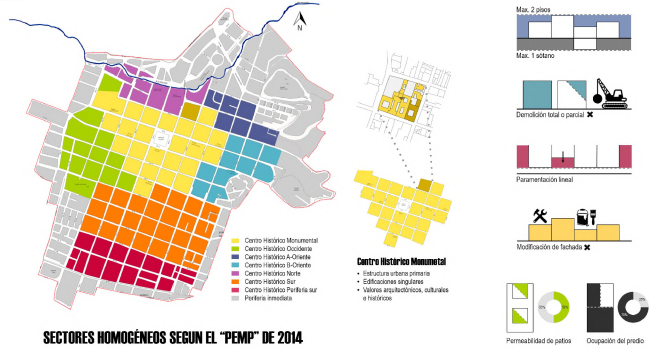 N
Centro Histórico Monumental
Centro Histórico Occidente
Centro Histórico A-Oriente
Centro Histórico B-Oriente
Centro Histórico Norte
Centro Histórico Sur
Centro Histórico Periferia sur
Periferia inmediata
SECTORES HOMOGÉNEOS SEGUN EL “PEMP” DE 2014
Centro Histórico Monumetal
• Estructura urbana primaria
• Edificaciones singulares
• Valores arquitectónicos, culturales
e históricos
Max. 2 pisos
Max. 1 sótano
Demolición total o parcial ✖
Paramentación lineal
Modificación de fachada ✖
Permeabilidad de patios
Ocupación del predio